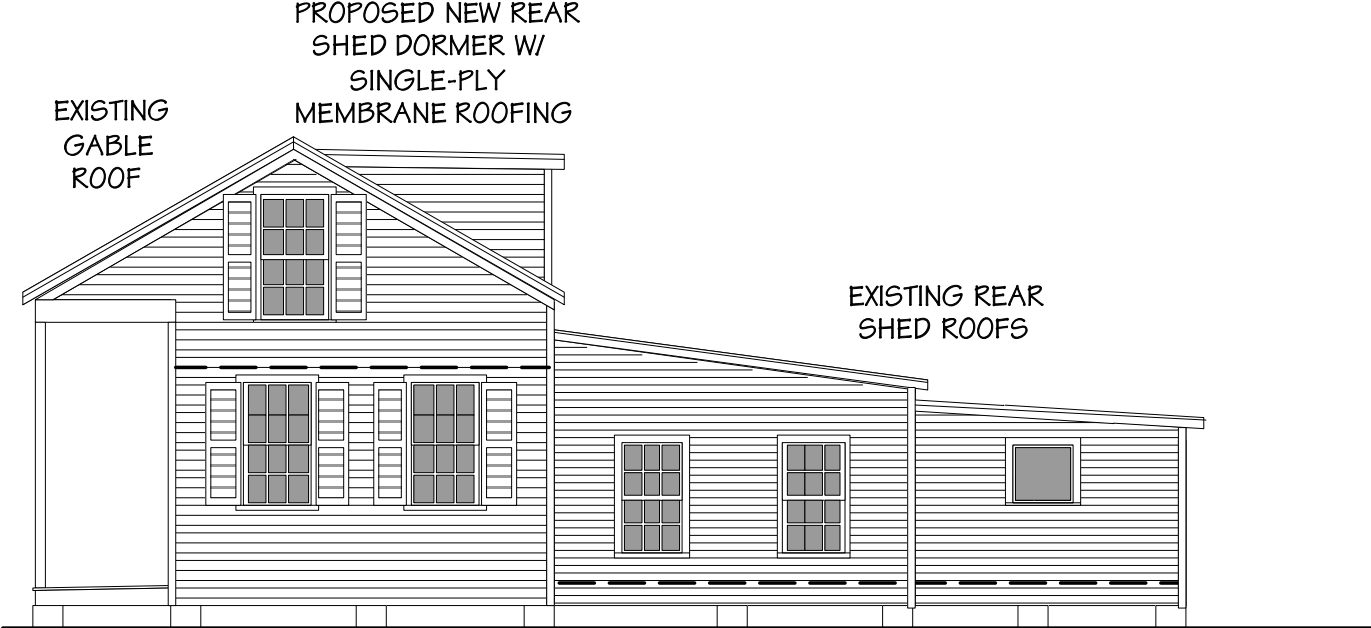 PROPOSED NEW REAR
SHED DORMER W/
SINGLE-PLY
MEMBRANE ROOFING
EXISTING
GABLE
ROOF
EXISTING REAR
SHED ROOFS